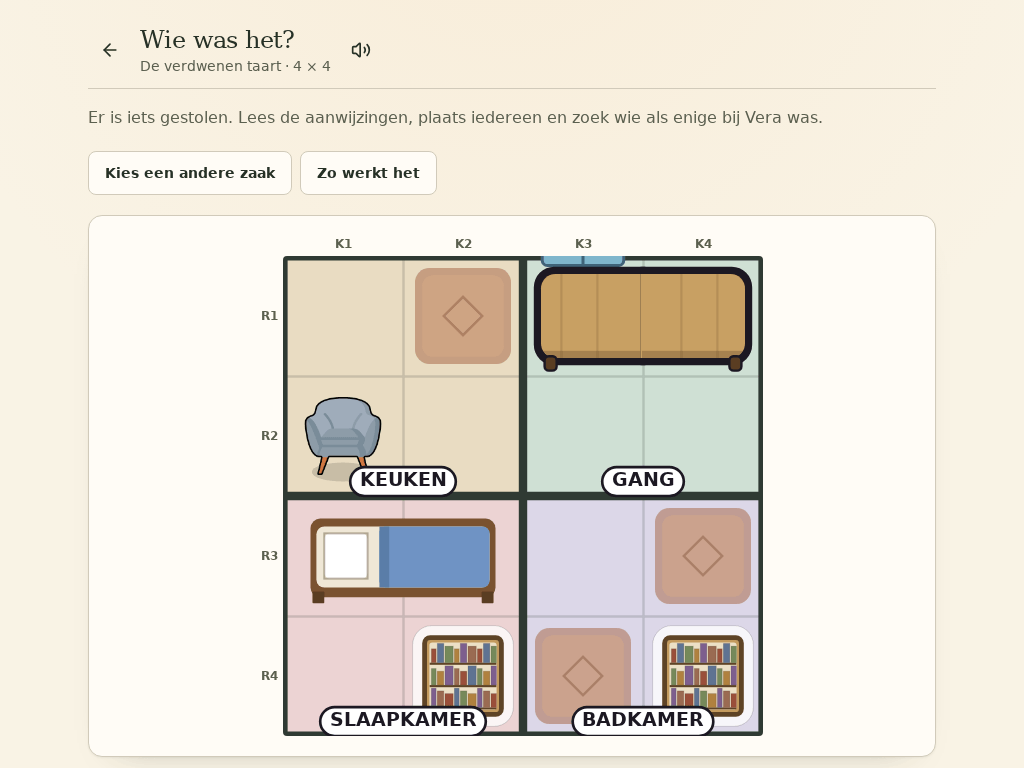 Wie was het?
De verdwenen taart · 4 × 4
Er is iets gestolen. Lees de aanwijzingen, plaats iedereen en zoek wie als enige bij Vera was.
Kies een andere zaak
Zo werkt het
K1 K2 K3 K4
R1
R2
KEUKEN GANG
R3
R4
SLAAPKAMER BADKAMER